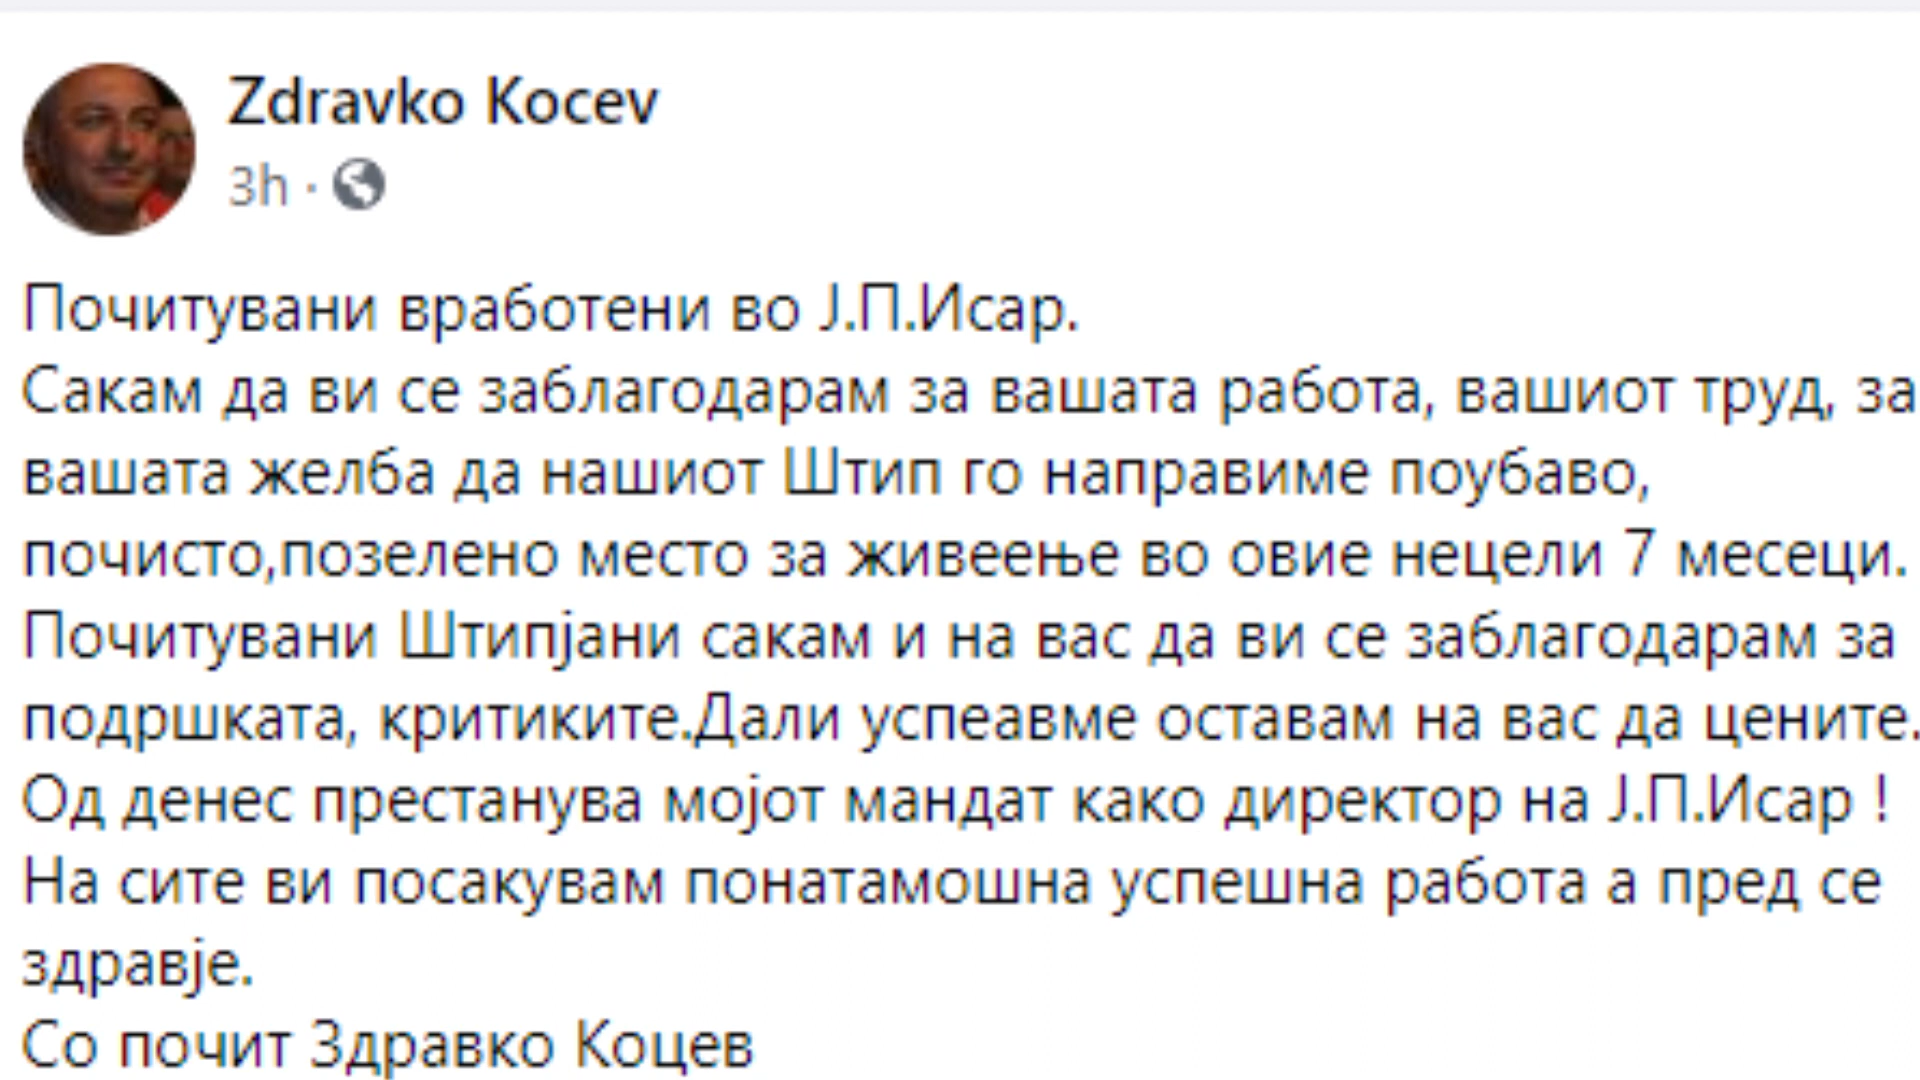 Zdravko Kocev
3h ·
Почитувани вработени во Ј.П.Исар.
Сакам да ви се заблагодарам за вашата работа, вашиот труд, за
вашата желба да нашиот Штип го направиме поубаво,
почисто,позелено место за живеење во овие нецели 7 месеци.
Почитувани Штипјани сакам и на вас да ви се заблагодарам за
подршката, критиките.Дали успеавме оставам на вас да цените.
Од денес престанува мојот мандат како директор на Ј.П.Исар !
На сите ви посакувам понатамошна успешна работа а пред се
здравје.
Со почит Здравко Коцев